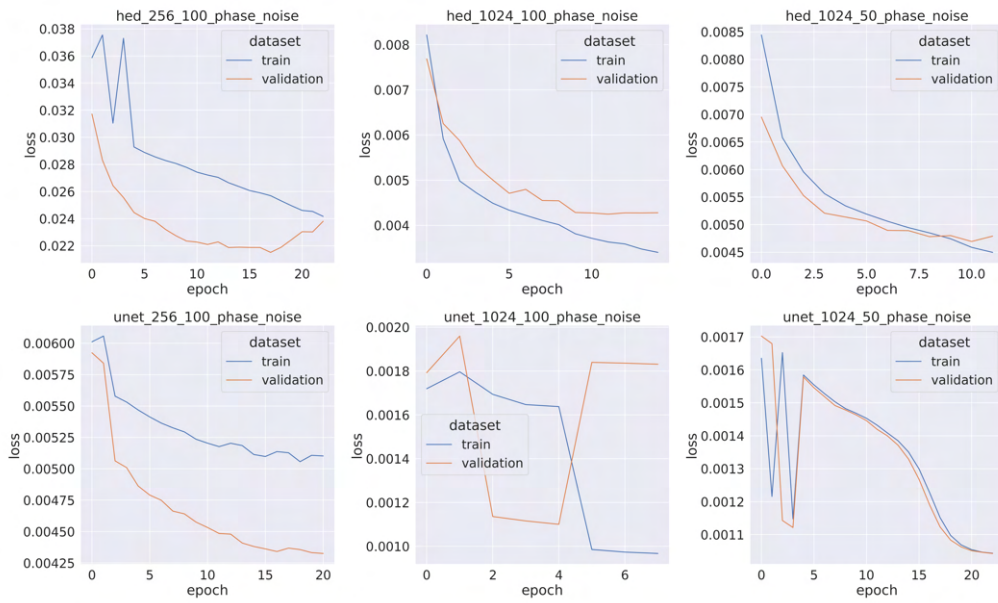 hed_256_100_phase_noise
0.038
0.036
0.034
0.032
0.030
0.028
0.026
0.024
0.022
loss
dataset
train
validation
0 5 10 15 20
epoch
hed_1024_100_phase_noise
0.008
0.007
0.006
0.005
0.004
loss
dataset
train
validation
0 5 10
epoch
hed_1024_50_phase_noise
0.0085
0.0080
0.0075
0.0070
0.0065
0.0060
0.0055
0.0050
0.0045
loss
dataset
train
validation
0.0 2.5 5.0 7.5 10.0
epoch
unet_256_100_phase_noise
0.00600
0.00575
0.00550
0.00525
0.00500
0.00475
0.00450
0.00425
loss
dataset
train
validation
0 5 10 15 20
epoch
unet_1024_100_phase_noise
0.0020
0.0018
0.0016
0.0014
0.0012
0.0010
loss
dataset
train
validation
0 2 4 6
epoch
unet_1024_50_phase_noise
0.0017
0.0016
0.0015
0.0014
0.0013
0.0012
0.0011
loss
dataset
train
validation
0 5 10 15 20
epoch